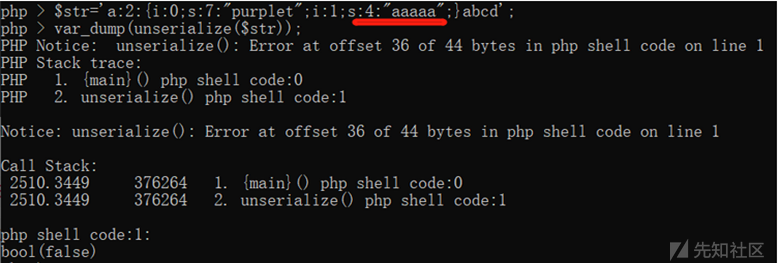 php > $str='a:2:{i:0;s:7:"purplet";i:1;s:4:"aaaaa";}abcd';
php > var_dump(unserialize($str));
PHP Notice:  unserialize(): Error at offset 36 of 44 bytes in php shell code on line 1
PHP Stack trace:
PHP   1. {main}() php shell code:0
PHP   2. unserialize() php shell code:1
Notice: unserialize(): Error at offset 36 of 44 bytes in php shell code on line 1
Call Stack:
 2510.3449     376264   1. {main}() php shell code:0
 2510.3449     376264   2. unserialize() php shell code:1
php shell code:1:
bool(false)
先知社区